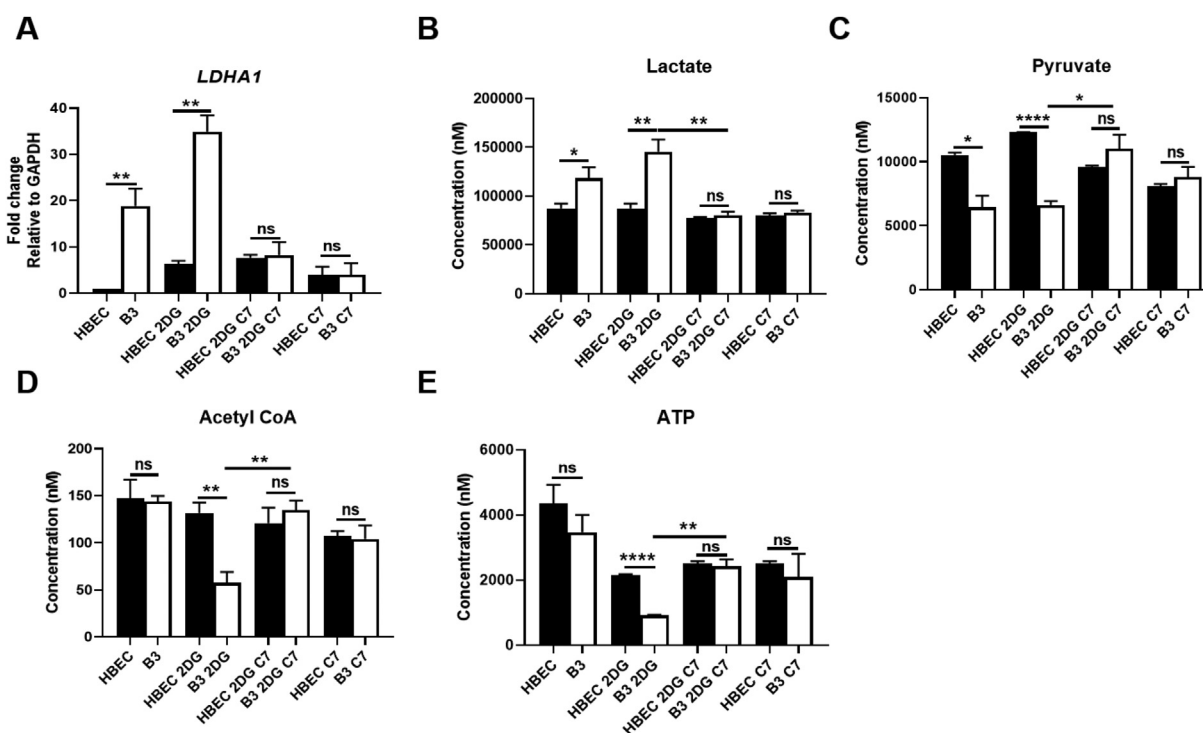 A
LDHA1
Fold change
Relative to GAPDH
40
30
20
10
0
**
**
ns
ns
HBEC
B3
HBEC 2DG
B3 2DG
HBEC 2DG C7
B3 2DG C7
HBEC C7
B3 C7
B
Lactate
Concentration (nM)
200000
150000
100000
50000
0
*
**
**
ns
ns
HBEC
B3
HBEC 2DG
B3 2DG
HBEC 2DG C7
B3 2DG C7
HBEC C7
B3 C7
C
Pyruvate
Concentration (nM)
15000
10000
5000
0
*
****
*
ns
ns
HBEC
B3
HBEC 2DG
B3 2DG
HBEC 2DG C7
B3 2DG C7
HBEC C7
B3 C7
D
Acetyl CoA
Concentration (nM)
200
150
100
50
0
ns
**
**
ns
ns
HBEC
B3
HBEC 2DG
B3 2DG
HBEC 2DG C7
B3 2DG C7
HBEC C7
B3 C7
E
ATP
Concentration (nM)
6000
4000
2000
0
ns
****
**
ns
ns
HBEC
B3
HBEC 2DG
B3 2DG
HBEC 2DG C7
B3 2DG C7
HBEC C7
B3 C7